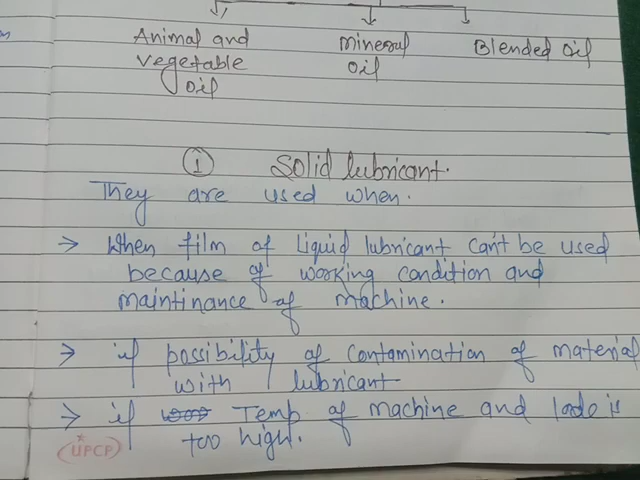 Animal and mineral Blended oil
vegetable oil
oil
① Solid lubricant.
They are used when.
→ When film of Liquid lubricant can't be used
because of working condition and
maintinance of machine.
→ if possibility of contamination of material
with lubricant
→ if Temp of machine and lode is
too high.
UPCP